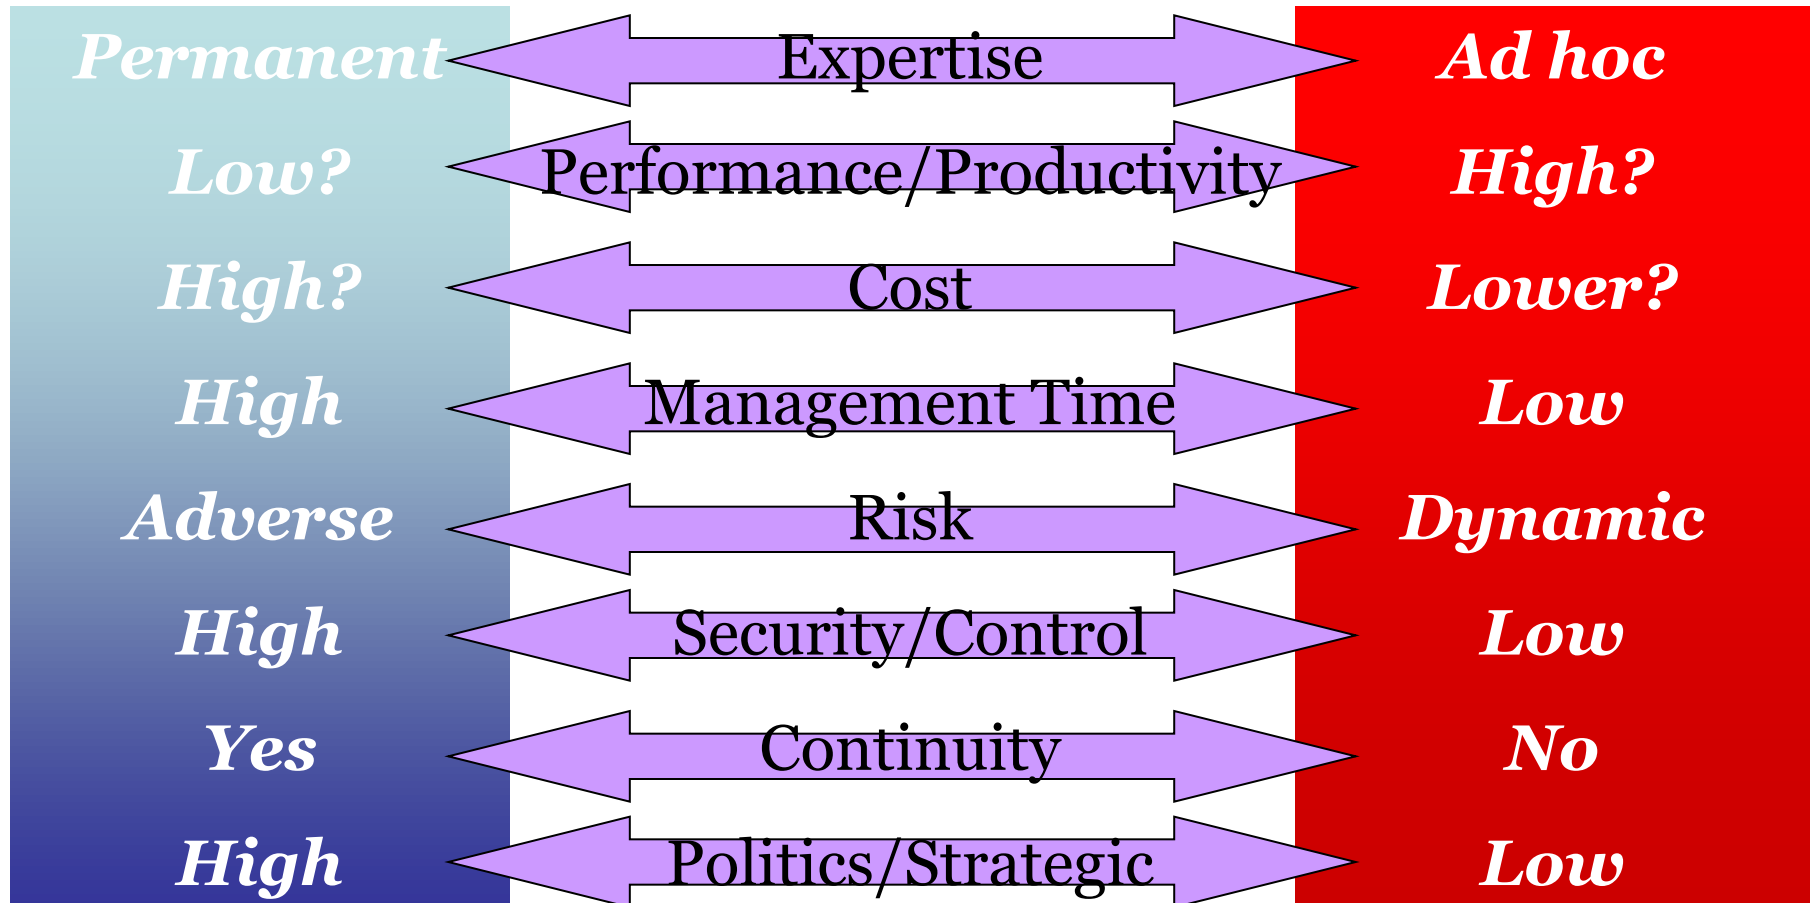 Permanent Expertise Ad hoc
Low? Performance/Productivity High?
High? Cost Lower?
High Management Time Low
Adverse Risk Dynamic
High Security/Control Low
Yes Continuity No
High Politics/Strategic Low